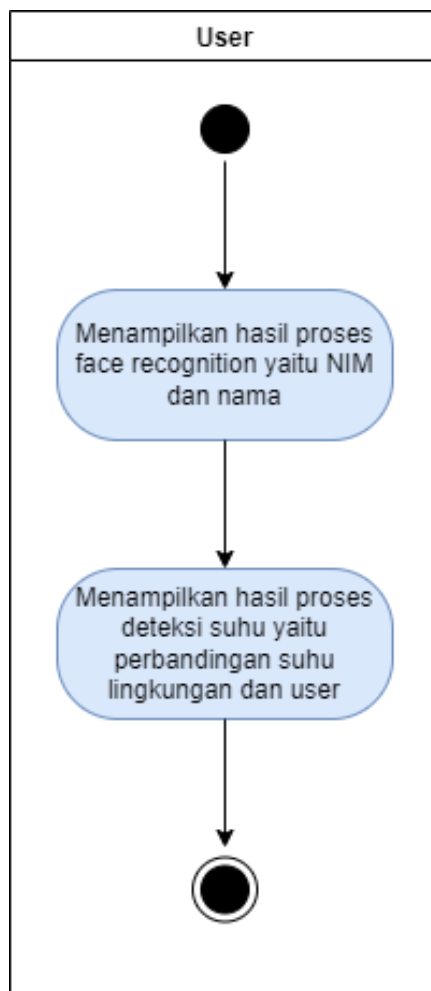 User
Menampilkan hasil proses
face recognition yaitu NIM
dan nama
Menampilkan hasil proses
deteksi suhu yaitu
perbandingan suhu
lingkungan dan user